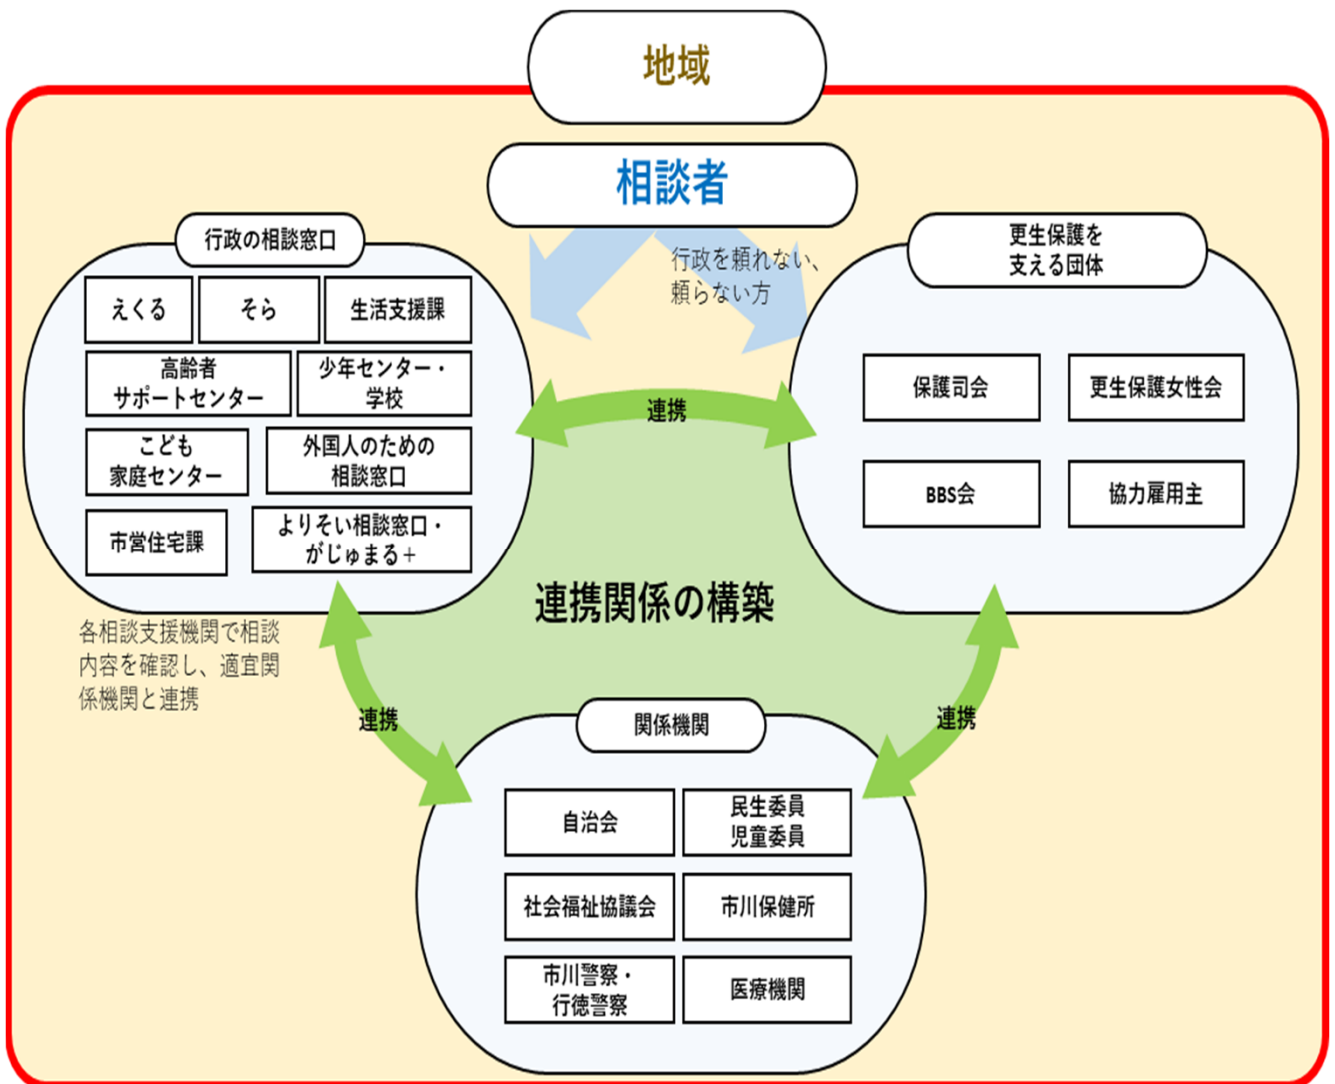 地域
相談者
行政の相談窓口
えくる
そら
生活支援課
高齢者
サポートセンター
少年センター・
学校
こども
家庭センター
外国人のための
相談窓口
市営住宅課
よりそい相談窓口・
がじゅまる＋
各相談支援機関で相談
内容を確認し、適宜関
係機関と連携
行政を頼れない、
頼らない方
更生保護を
支える団体
保護司会
更生保護女性会
BBS会
協力雇用主
連携
連携関係の構築
連携
連携
関係機関
自治会
民生委員
児童委員
社会福祉協議会
市川保健所
市川警察・
行徳警察
医療機関